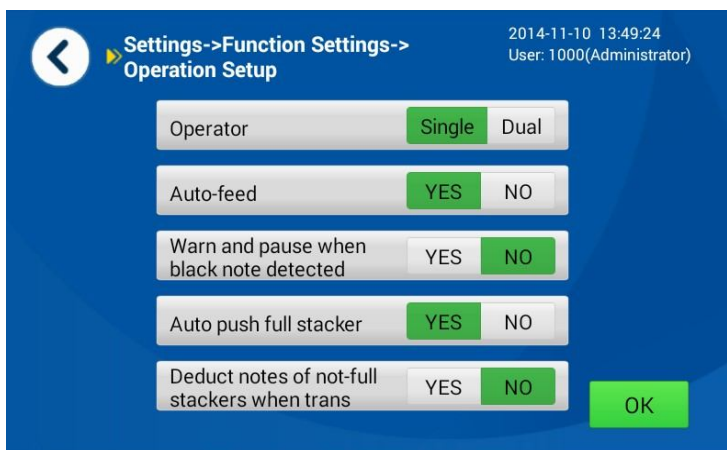 Settings->Function Settings->
Operation Setup
2014-11-10 13:49:24
User: 1000(Administrator)
Operator
Single
Dual
Auto-feed
YES
NO
Warn and pause when
black note detected
YES
NO
Auto push full stacker
YES
NO
Deduct notes of not-full
stackers when trans
YES
NO
OK